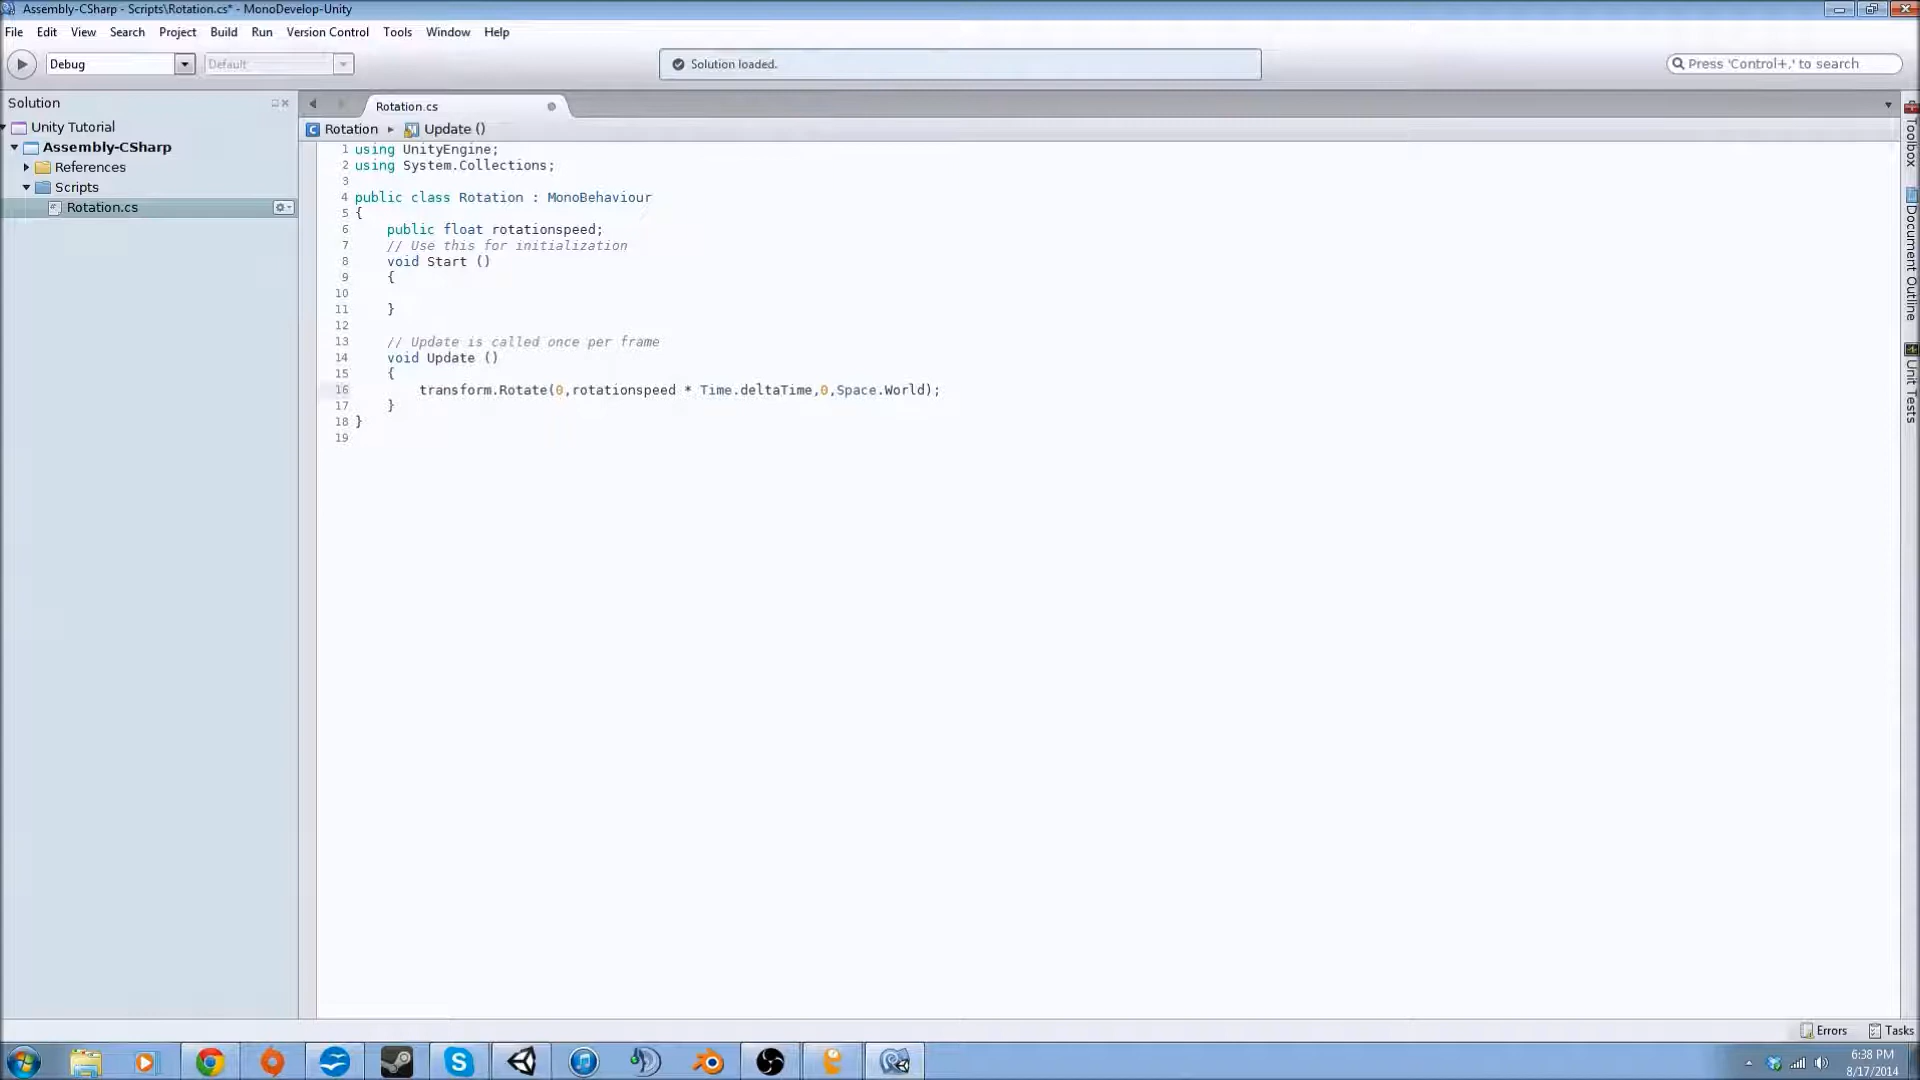 Assembly-CSharp - Scripts\Rotation.cs* - MonoDevelop-Unity
File Edit View Search Project Build Run Version Control Tools Window Help
Debug Default Solution loaded. Press 'Control+,' to search
Solution
Unity Tutorial
Assembly-CSharp
References
Scripts
Rotation.cs
Rotation.cs
Rotation Update ()
1 using UnityEngine;
2 using System.Collections;
3
4 public class Rotation : MonoBehaviour
5 {
6 public float rotationspeed;
7 // Use this for initialization
8 void Start ()
9 {
10
11 }
12
13 // Update is called once per frame
14 void Update ()
15 {
16 transform.Rotate(0,rotationspeed * Time.deltaTime,0,Space.World);
17 }
18 }
19
Toolbox
Document Outline
Unit Tests
Errors Tasks
6:38 PM
8/17/2014